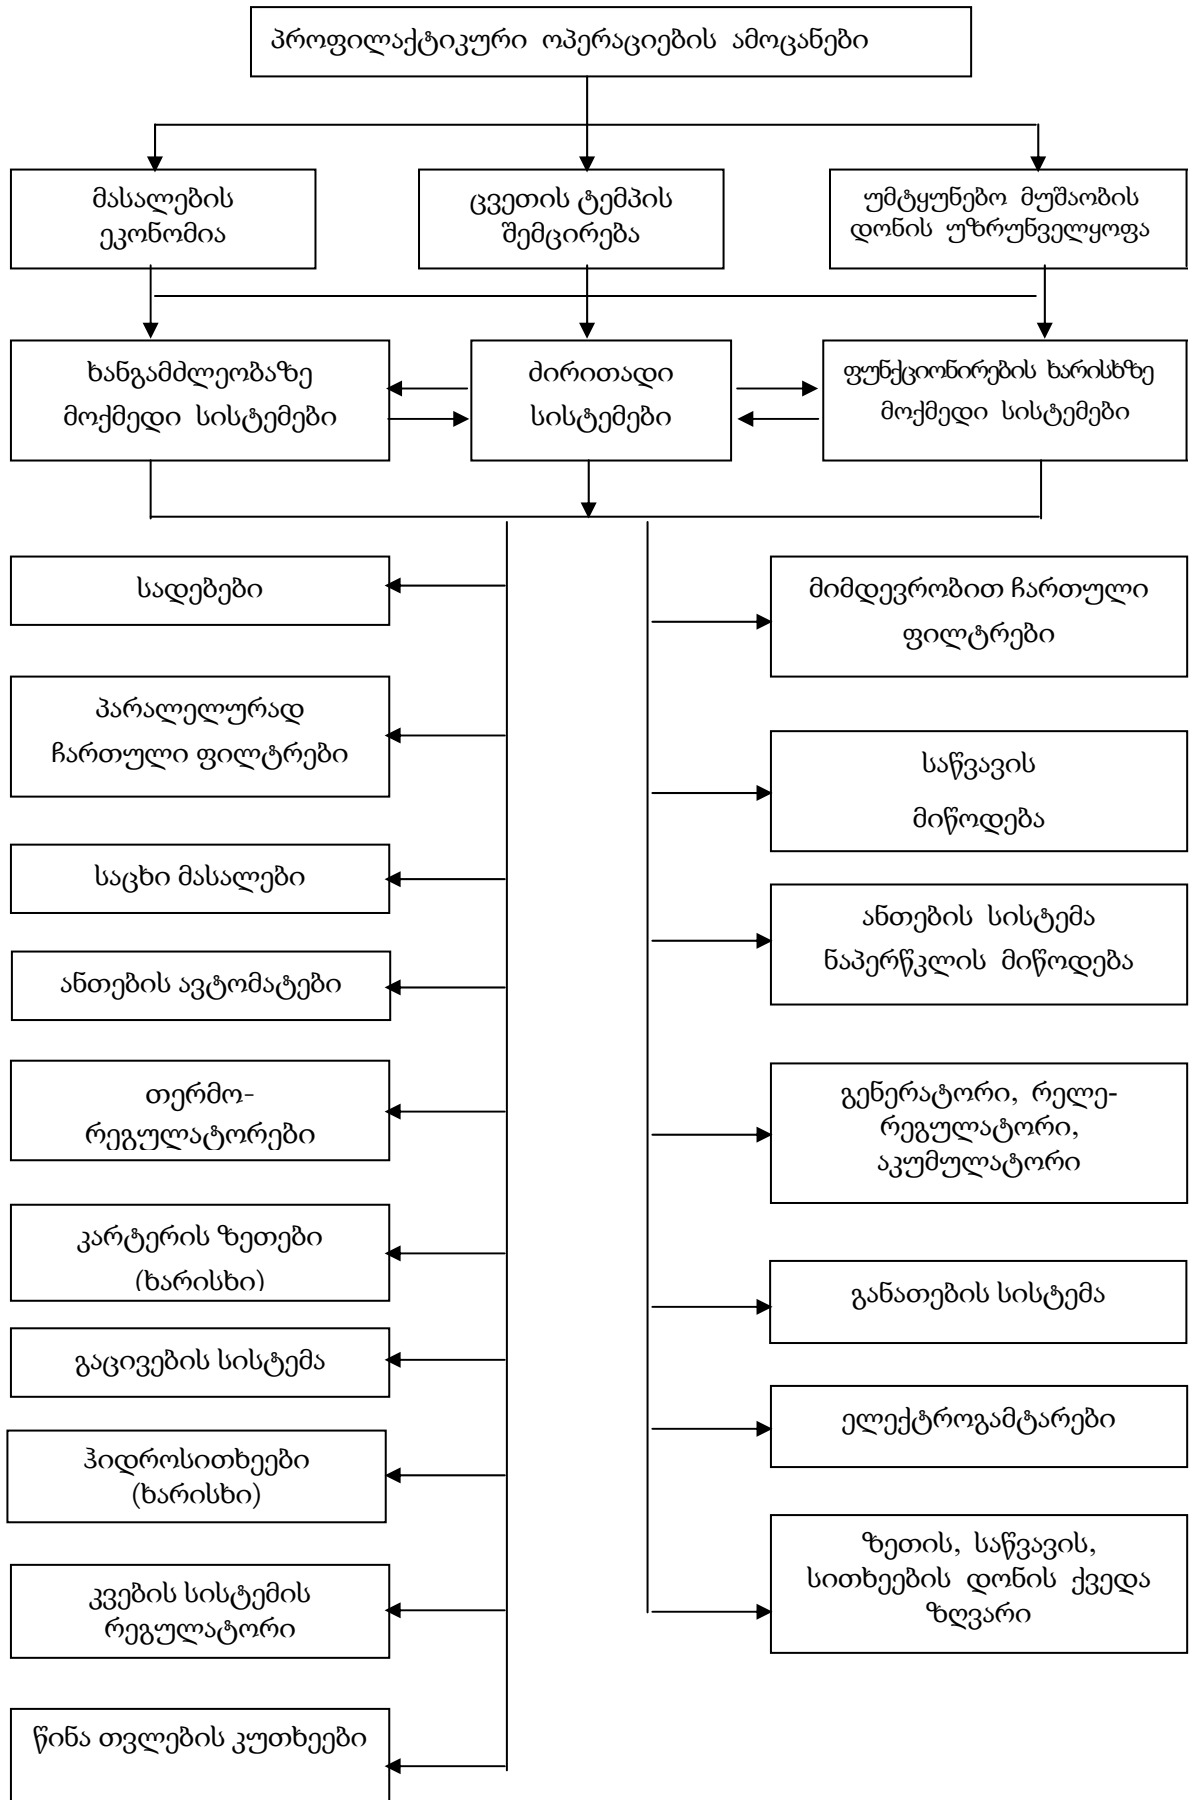 პროფილაქტიკური ოპერაციების ამოცანები
მასალების
ეკონომია
ცვეთის ტემპის
შემცირება
უმტყუნებო მუშაობის
დონის უზრუნველყოფა
ხანგამძლეობაზე
მოქმედი სისტემები
ძირითადი
სისტემები
ფუნქციონირების ხარისხზე
მოქმედი სისტემები
სადებები
პარალელურად
ჩართული ფილტრები
საცხი მასალები
ანთების ავტომატები
თერმო-
რეგულატორები
კარტერის ზეთები
(ხარისხი)
გაცივების სისტემა
ჰიდროსითხეები
(ხარისხი)
კვების სისტემის
რეგულატორი
წინა თვლების კუთხეები
მიმდევრობით ჩართული
ფილტრები
საწვავის
მიწოდება
ანთების სისტემა
ნაპერწკლის მიწოდება
გენერატორი, რელე-
რეგულატორი,
აკუმულატორი
განათების სისტემა
ელექტროგამტარები
ზეთის, საწვავის,
სითხეების დონის ქვედა
ზღვარი